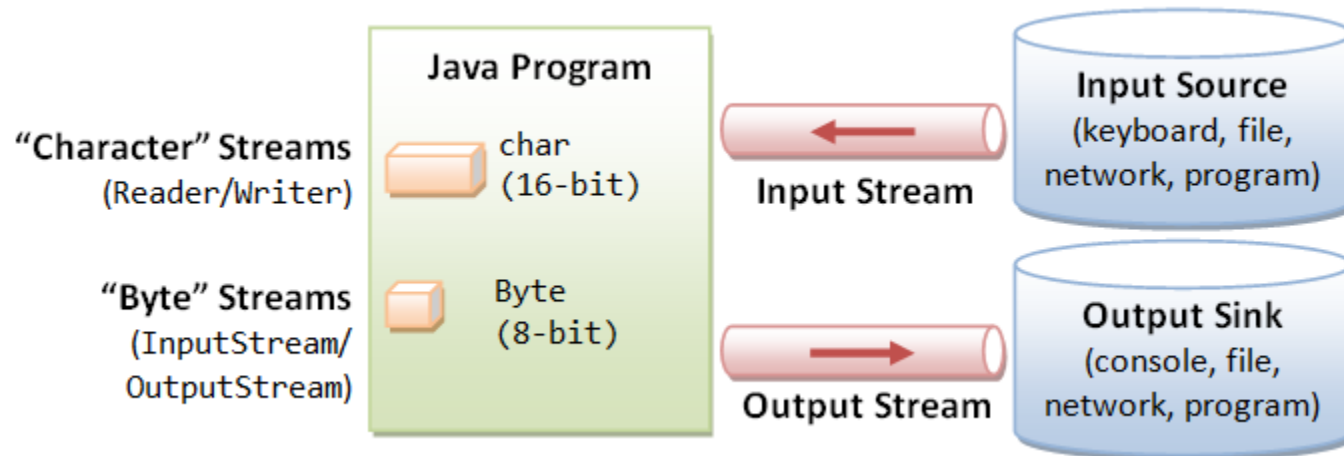 “Character” Streams
(Reader/Writer)
“Byte” Streams
(InputStream/
OutputStream)
Java Program
char
(16-bit)
Byte
(8-bit)
Input Stream
Output Stream
Input Source
(keyboard, file,
network, program)
Output Sink
(console, file,
network, program)